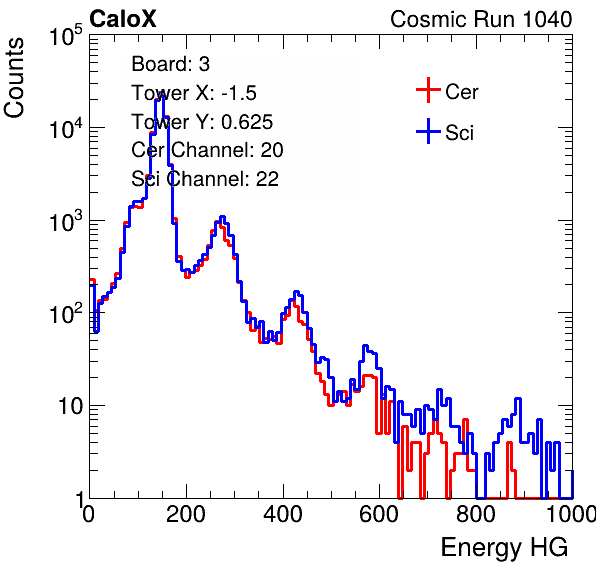 CaloX Cosmic Run 1040
Counts
10^5
10^4
10^3
10^2
10
1
Board: 3
Tower X: -1.5
Tower Y: 0.625
Cer Channel: 20
Sci Channel: 22
Cer
Sci
0 200 400 600 800 1000
Energy HG